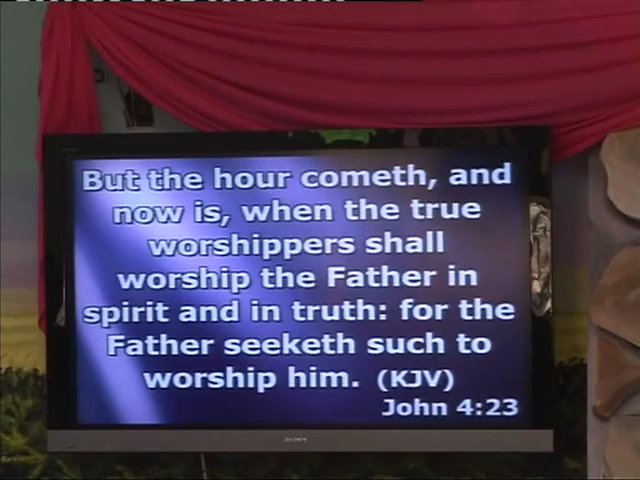 But the hour cometh, and
now is, when the true
worshippers shall
worship the Father in
spirit and in truth: for the
Father seeketh such to
worship him. (KJV)
John 4:23
SONY